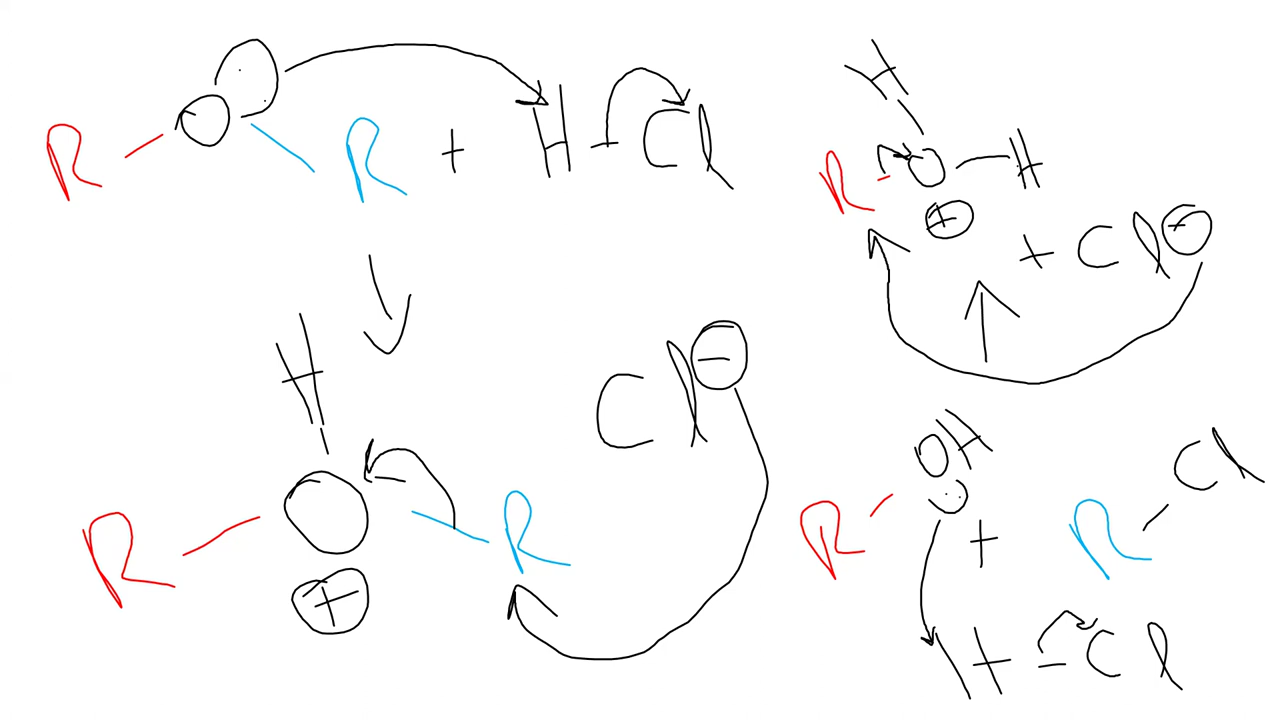 R - O - R + H - Cl
H
R - O - H
⊕
+ Cl⊖
H
Cl⊖
R - O - R
⊕
R - OH
+
R - Cl
H - Cl